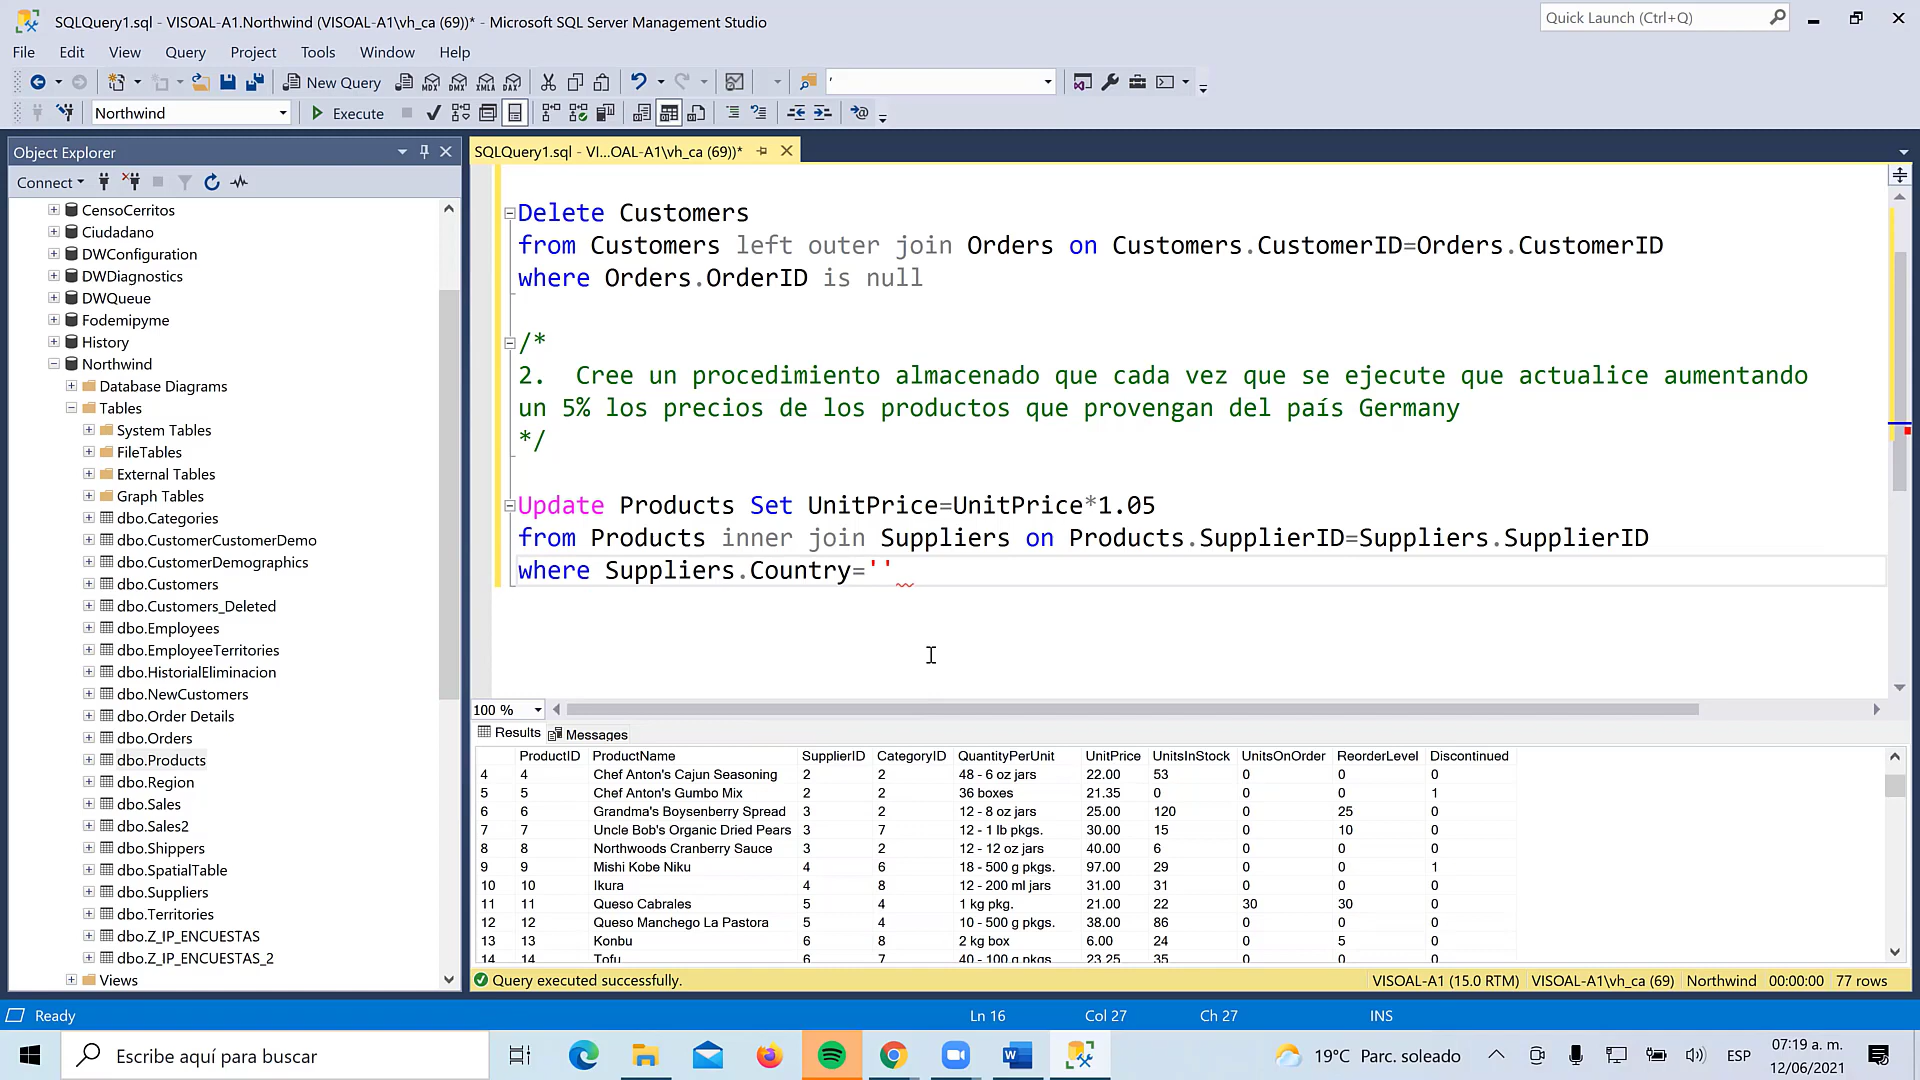 SQLQuery1.sql - VISOAL-A1.Northwind (VISOAL-A1\vh_ca (69))* - Microsoft SQL Server Management Studio
Quick Launch (Ctrl+Q)
File Edit View Query Project Tools Window Help
New Query MDX DMX XMLA DAX '
Northwind Execute
Object Explorer
SQLQuery1.sql - VI...OAL-A1\vh_ca (69))*
Connect
CensoCerritos
Ciudadano
DWConfiguration
DWDiagnostics
DWQueue
Fodemipyme
History
Northwind
Database Diagrams
Tables
System Tables
FileTables
External Tables
Graph Tables
dbo.Categories
dbo.CustomerCustomerDemo
dbo.CustomerDemographics
dbo.Customers
dbo.Customers_Deleted
dbo.Employees
dbo.EmployeeTerritories
dbo.HistorialEliminacion
dbo.NewCustomers
dbo.Order Details
dbo.Orders
dbo.Products
dbo.Region
dbo.Sales
dbo.Sales2
dbo.Shippers
dbo.SpatialTable
dbo.Suppliers
dbo.Territories
dbo.Z_IP_ENCUESTAS
dbo.Z_IP_ENCUESTAS_2
Views
Delete Customers
from Customers left outer join Orders on Customers.CustomerID=Orders.CustomerID
where Orders.OrderID is null
/*
2. Cree un procedimiento almacenado que cada vez que se ejecute que actualice aumentando
un 5% los precios de los productos que provengan del país Germany
*/
Update Products Set UnitPrice=UnitPrice*1.05
from Products inner join Suppliers on Products.SupplierID=Suppliers.SupplierID
where Suppliers.Country=''
100 %
Results Messages
ProductID ProductName SupplierID CategoryID QuantityPerUnit UnitPrice UnitsInStock UnitsOnOrder ReorderLevel Discontinued
4 4 Chef Anton's Cajun Seasoning 2 2 48 - 6 oz jars 22.00 53 0 0 0
5 5 Chef Anton's Gumbo Mix 2 2 36 boxes 21.35 0 0 0 1
6 6 Grandma's Boysenberry Spread 3 2 12 - 8 oz jars 25.00 120 0 25 0
7 7 Uncle Bob's Organic Dried Pears 3 7 12 - 1 lb pkgs. 30.00 15 0 10 0
8 8 Northwoods Cranberry Sauce 3 2 12 - 12 oz jars 40.00 6 0 0 0
9 9 Mishi Kobe Niku 4 6 18 - 500 g pkgs. 97.00 29 0 0 1
10 10 Ikura 4 8 12 - 200 ml jars 31.00 31 0 0 0
11 11 Queso Cabrales 5 4 1 kg pkg. 21.00 22 30 30 0
12 12 Queso Manchego La Pastora 5 4 10 - 500 g pkgs. 38.00 86 0 0 0
13 13 Konbu 6 8 2 kg box 6.00 24 0 5 0
14 14 Tofu 6 7 40 - 100 g pkgs. 23.25 35 0 0 0
Query executed successfully. VISOAL-A1 (15.0 RTM) VISOAL-A1\vh_ca (69) Northwind 00:00:00 77 rows
Ready Ln 16 Col 27 Ch 27 INS
Escribe aquí para buscar
19°C Parc. soleado
ESP
07:19 a. m.
12/06/2021